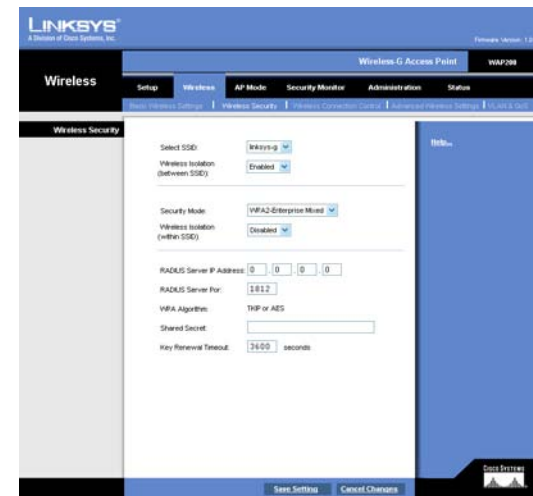 LINKSYS®
A Division of Cisco Systems, Inc.
Firmware Version: 1.2
Wireless-G Access Point WAP200
Wireless
Setup Wireless AP Mode Security Monitor Administration Status
Basic Wireless Settings Wireless Security Wireless Connection Control Advanced Wireless Settings VLAN & QoS
Wireless Security
Help...
Select SSID: linksys-g
Wireless Isolation
(between SSID): Enabled
Security Mode: WPA2-Enterprise Mixed
Wireless Isolation
(within SSID) Disabled
RADIUS Server IP Address: 0 . 0 . 0 . 0
RADIUS Server Por: 1812
WPA Algorithm: TKIP or AES
Shared Secret:
Key Renewal Timeout: 3600 seconds
Cisco Systems
Save Setting Cancel Changes